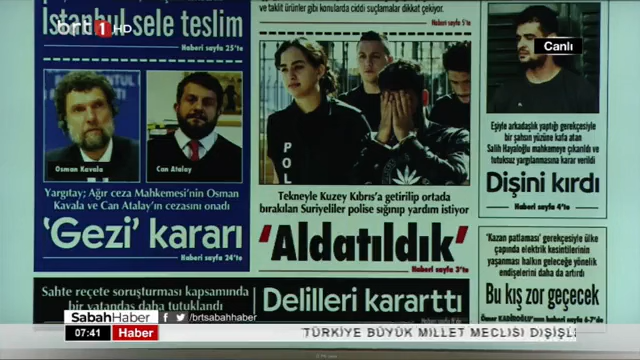 brt 1 HD
Canlı
İstanbul sele teslim
Haberi sayfa 25'te
ve taklit ürünler gibi konularda ciddi suçlamalar dikkat çekiyor.
Haberi sayfa 5'te
Osman Kavala
Can Atalay
Yargıtay; Ağır ceza Mahkemesi'nin Osman
Kavala ve Can Atalay'ın cezasını onadı
'Gezi' kararı
Haberi sayfa 24'te
POL
Tekneyle Kuzey Kıbrıs'a getirilip ortada
bırakılan Suriyeliler polise sığınıp yardım istiyor
'Aldatıldık'
Haberi sayfa 3'te
Eşiyle arkadaşlık yaptığı gerekçesiyle
bir şahsın yüzüne kafa atan
Salih Hayaloğlu mahkemeye çıkarıldı ve
tutuksuz yargılanmasına karar verildi
Dişini kırdı
Haberi sayfa 4'te
'Kazan patlaması' gerekçesiyle ülke
çapında elektrik kesintilerinin
yaşanması halkın geleceğe yönelik
endişelerini daha da artırdı
Bu kış zor geçecek
sayfa 6-7'de
Sahte reçete soruşturması kapsamında
bir vatandaş daha tutuklandı
Delilleri kararttı
SabahHaber
/brtsabahhaber
07:41
Haber
TÜRKİYE BÜYÜK MİLLET MECLİSİ DIŞİŞL